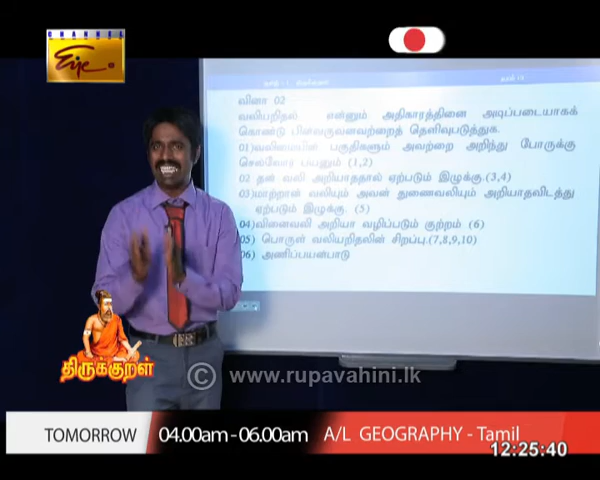 CHANNEL
Eye
வினா 02
வலியறிதல் என்னும் அதிகாரத்தினை அடிப்படையாகக்
கொண்டு பின்வருவனவற்றைத் தெளிவுபடுத்துக.
01)வலிமையின் பகுதிகளும் அவற்றை அறிந்து போருக்கு
செல்வோர் பயனும் (1,2)
02 தன் வலி அறியாததால் ஏற்படும் இழுக்கு.(3,4)
03)மாற்றான் வலியும் அவன் துணைவலியும் அறியாதவிடத்து
ஏற்படும் இழுக்கு. (5)
04)வினைவலி அறியா வழிப்படும் குற்றம் (6)
05) பொருள் வலியறிதலின் சிறப்பு.(7,8,9,10)
06) அணிப்பயன்பாடு
திருக்குறள்
© www.rupavahini.lk
TOMORROW 04.00am-06.00am A/L GEOGRAPHY - Tamil
12:25:40